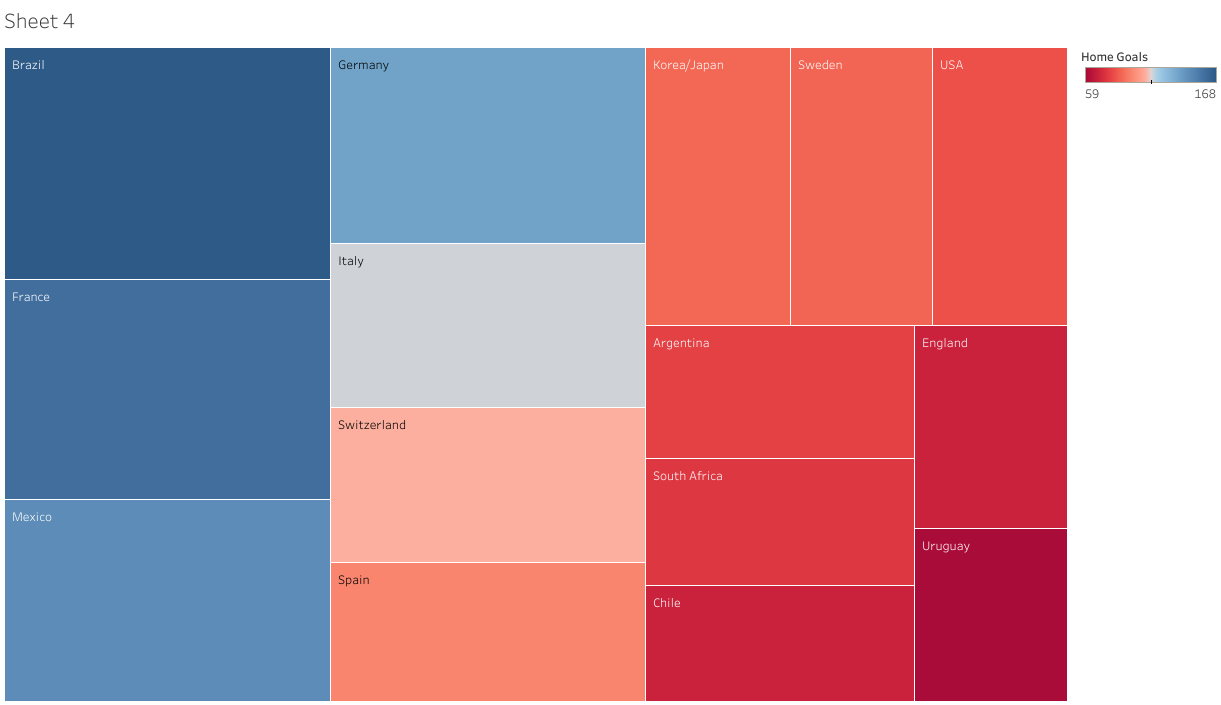 Sheet 4
Brazil
Germany
Korea/Japan
Sweden
USA
Home Goals
59
168
Italy
France
Argentina
England
Switzerland
South Africa
Mexico
Uruguay
Spain
Chile